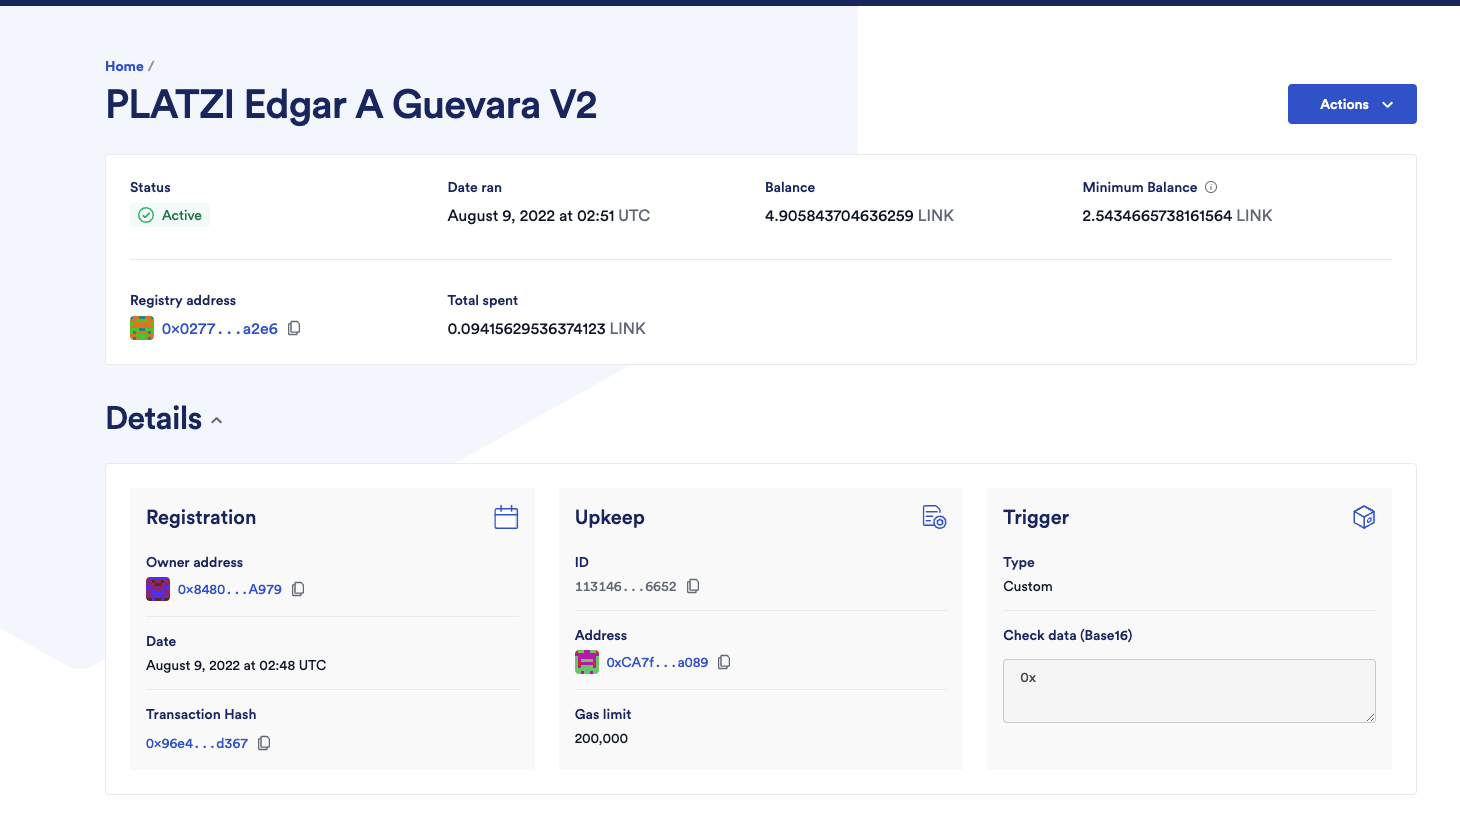 Home /
PLATZI Edgar A Guevara V2
Actions
Status
Date ran
Balance
Minimum Balance
Active
August 9, 2022 at 02:51 UTC
4.905843704636259 LINK
2.5434665738161564 LINK
Registry address
Total spent
0x0277...a2e6
0.09415629536374123 LINK
Details
Registration
Owner address
0x8480...A979
Date
August 9, 2022 at 02:48 UTC
Transaction Hash
0x96e4...d367
Upkeep
ID
113146...6652
Address
0xCA7f...a089
Gas limit
200,000
Trigger
Type
Custom
Check data (Base16)
0x